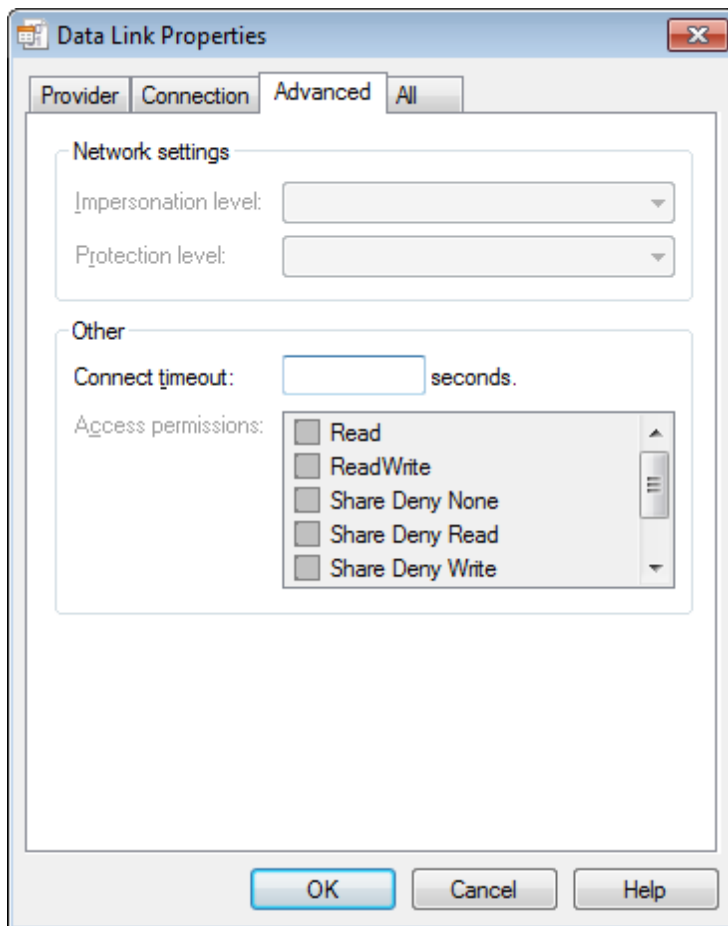 Data Link Properties
Provider Connection Advanced All
Network settings
Impersonation level:
Protection level:
Other
Connect timeout: seconds.
Access permissions: Read
ReadWrite
Share Deny None
Share Deny Read
Share Deny Write
OK Cancel Help